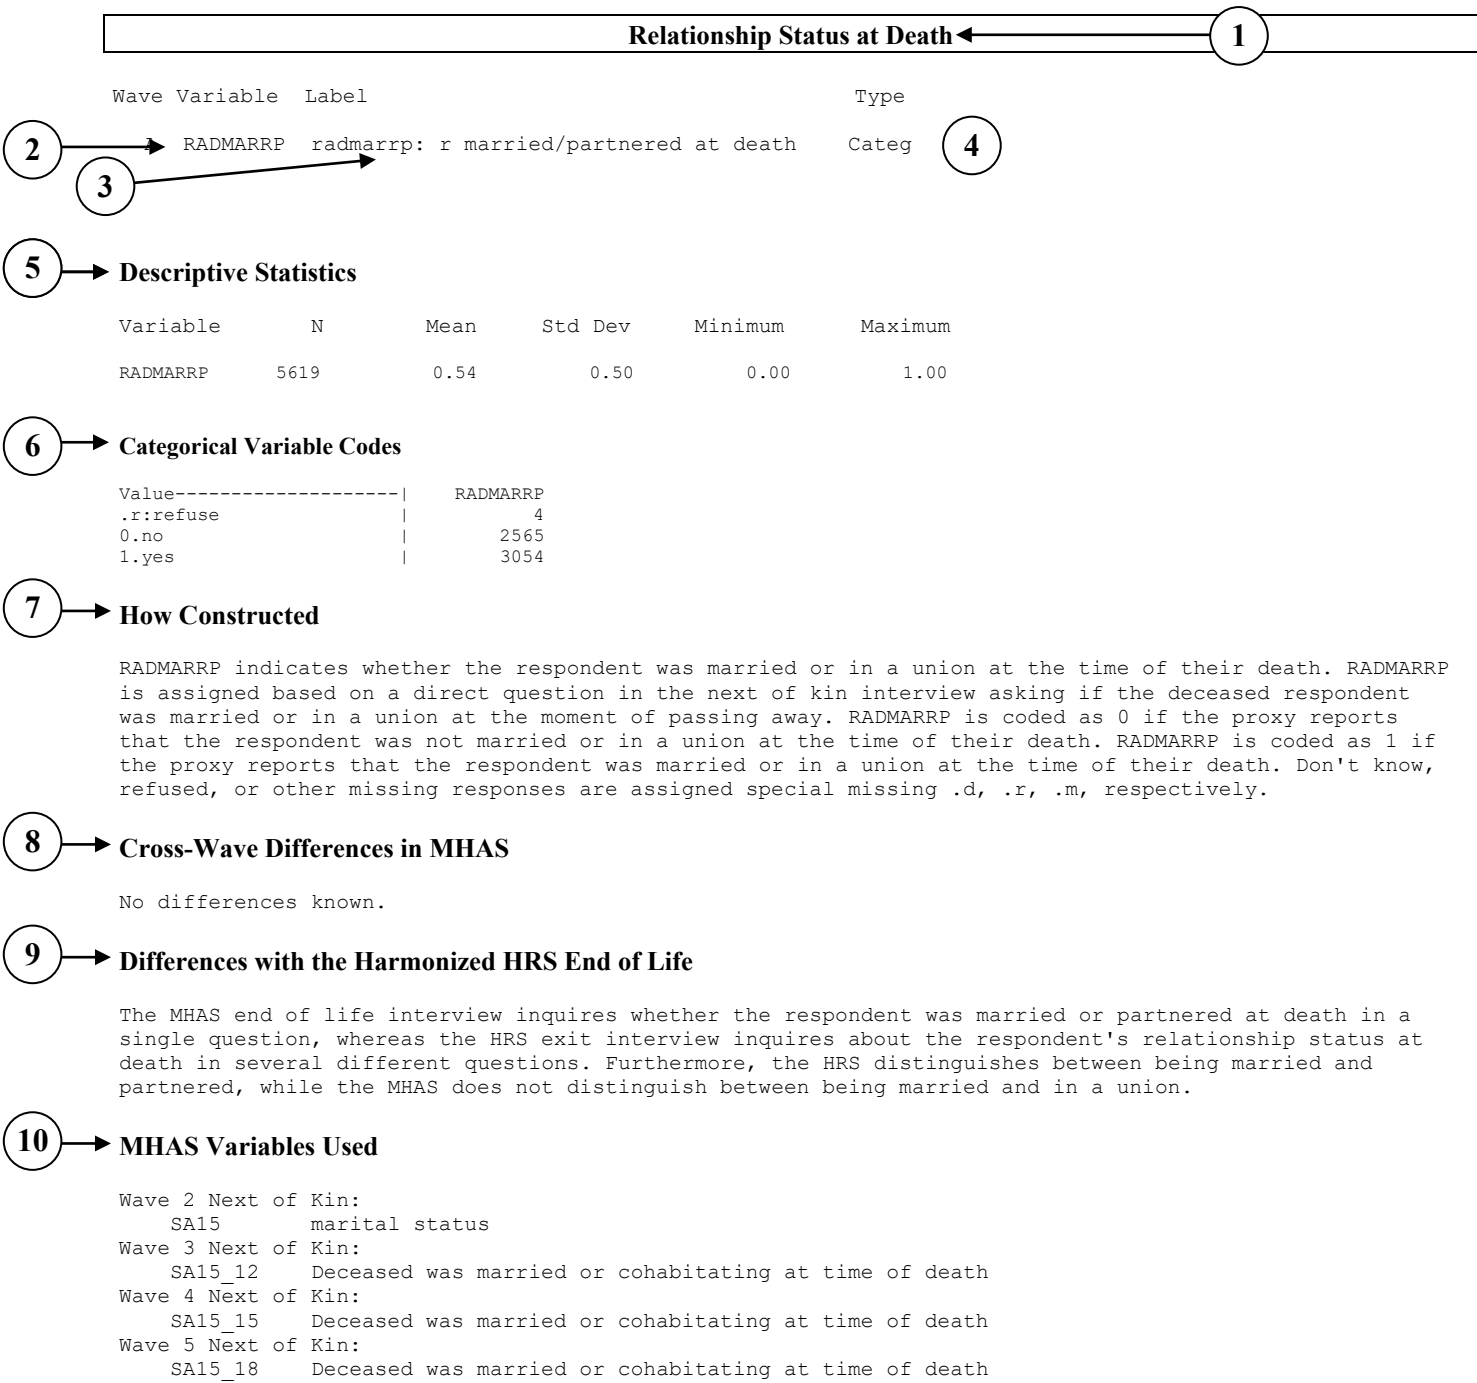 Relationship Status at Death
1
Wave Variable Label Type
2
A RADMARRP radmarrp: r married/partnered at death Categ
4
3
5
Descriptive Statistics
Variable N Mean Std Dev Minimum Maximum
RADMARRP 5619 0.54 0.50 0.00 1.00
6
Categorical Variable Codes
Value--------------------| RADMARRP
.r:refuse | 4
0.no | 2565
1.yes | 3054
7
How Constructed
RADMARRP indicates whether the respondent was married or in a union at the time of their death. RADMARRP
is assigned based on a direct question in the next of kin interview asking if the deceased respondent
was married or in a union at the moment of passing away. RADMARRP is coded as 0 if the proxy reports
that the respondent was not married or in a union at the time of their death. RADMARRP is coded as 1 if
the proxy reports that the respondent was married or in a union at the time of their death. Don't know,
refused, or other missing responses are assigned special missing .d, .r, .m, respectively.
8
Cross-Wave Differences in MHAS
No differences known.
9
Differences with the Harmonized HRS End of Life
The MHAS end of life interview inquires whether the respondent was married or partnered at death in a
single question, whereas the HRS exit interview inquires about the respondent's relationship status at
death in several different questions. Furthermore, the HRS distinguishes between being married and
partnered, while the MHAS does not distinguish between being married and in a union.
10
MHAS Variables Used
Wave 2 Next of Kin:
SA15 marital status
Wave 3 Next of Kin:
SA15_12 Deceased was married or cohabitating at time of death
Wave 4 Next of Kin:
SA15_15 Deceased was married or cohabitating at time of death
Wave 5 Next of Kin:
SA15_18 Deceased was married or cohabitating at time of death